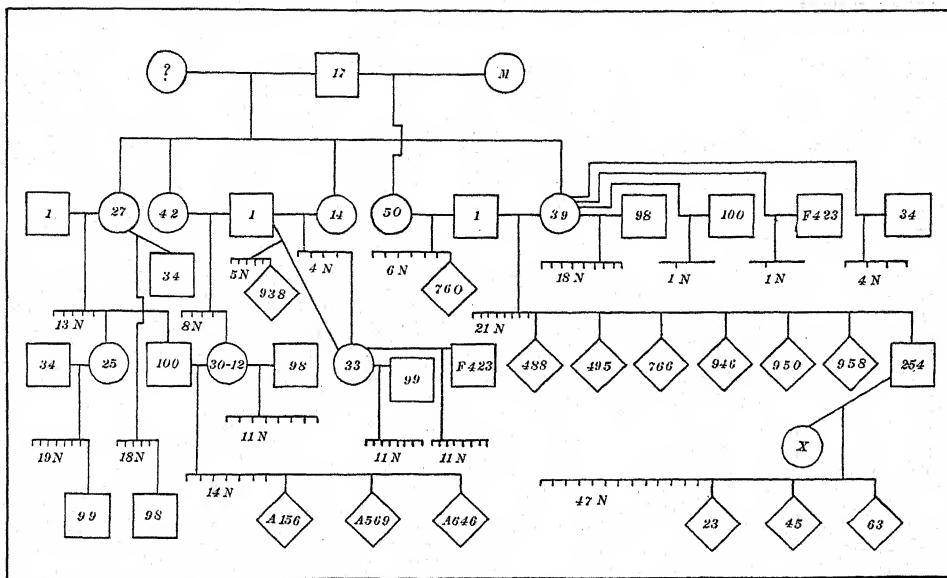 ? 17 M
1 27 42 1 14 50 1 39 98 100 F423 34
34 5N 938 4N 6N 760 18N 1N 1N 4N
13N 8N 21N
34 25 100 30-12 98 33 99 F423 488 495 766 946 950 958 254
11N X
19N 18N 11N 11N
14N 47N
99 98 A156 A569 A646 23 45 63